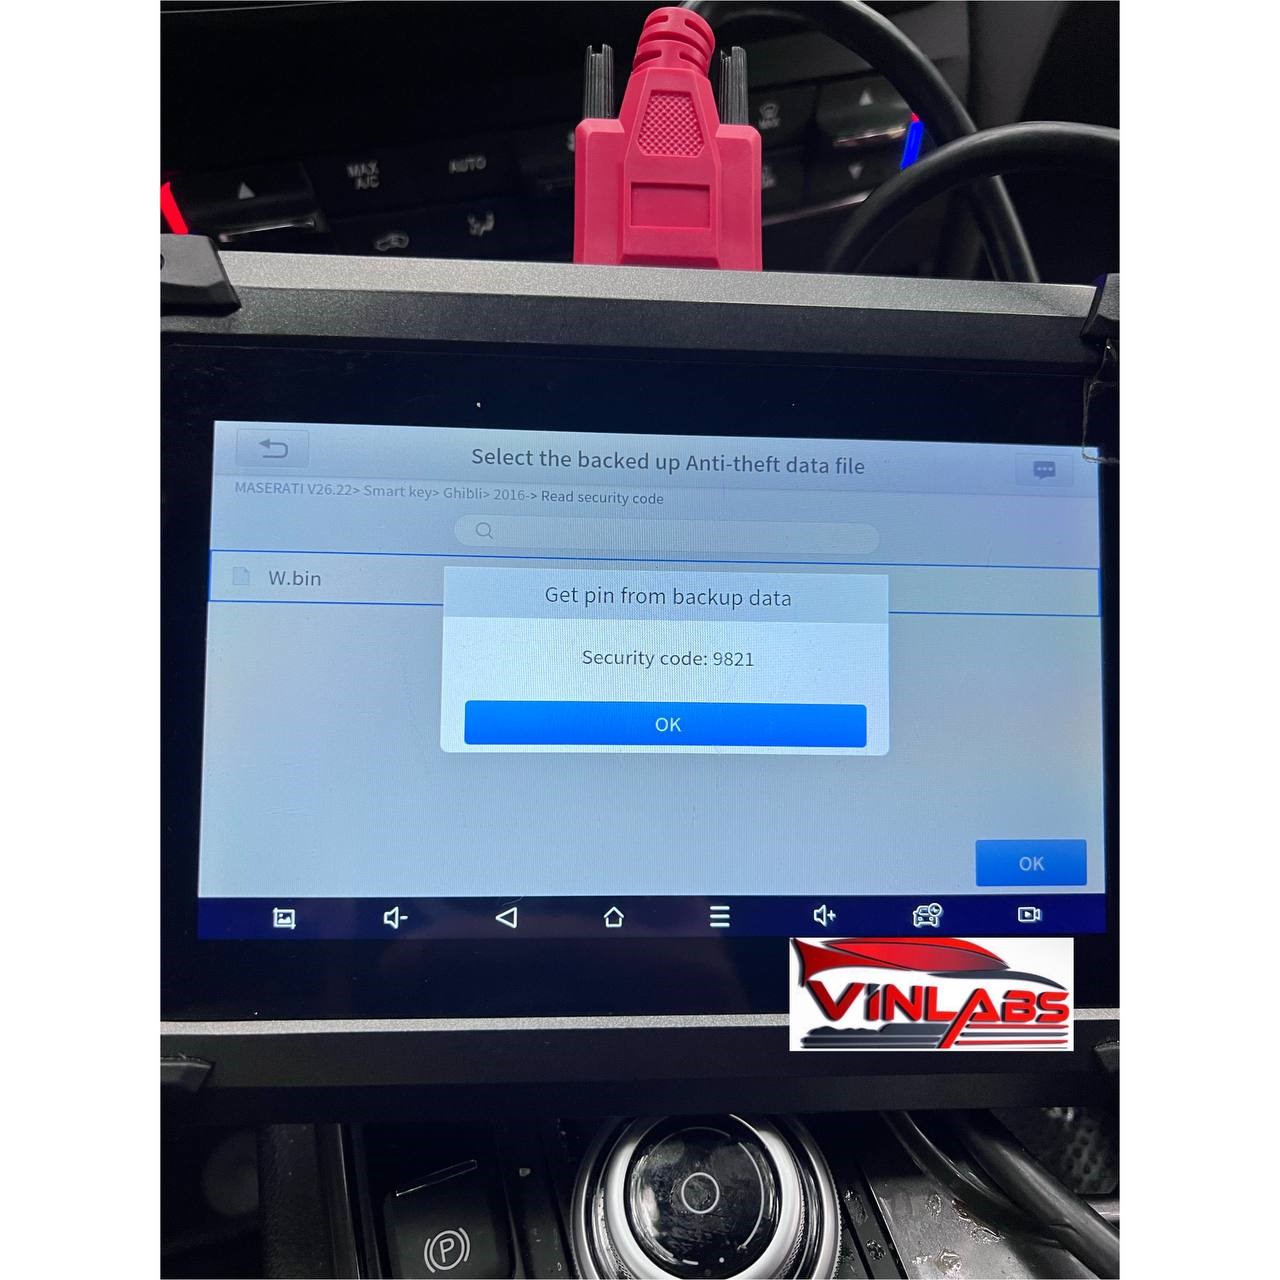 MAX
A/C
AUTO
Select the backed up Anti-theft data file
MASERATI V26.22> Smart key> Ghibli> 2016-> Read security code
W.bin
Get pin from backup data
Security code: 9821
OK
OK
VINLABS
P